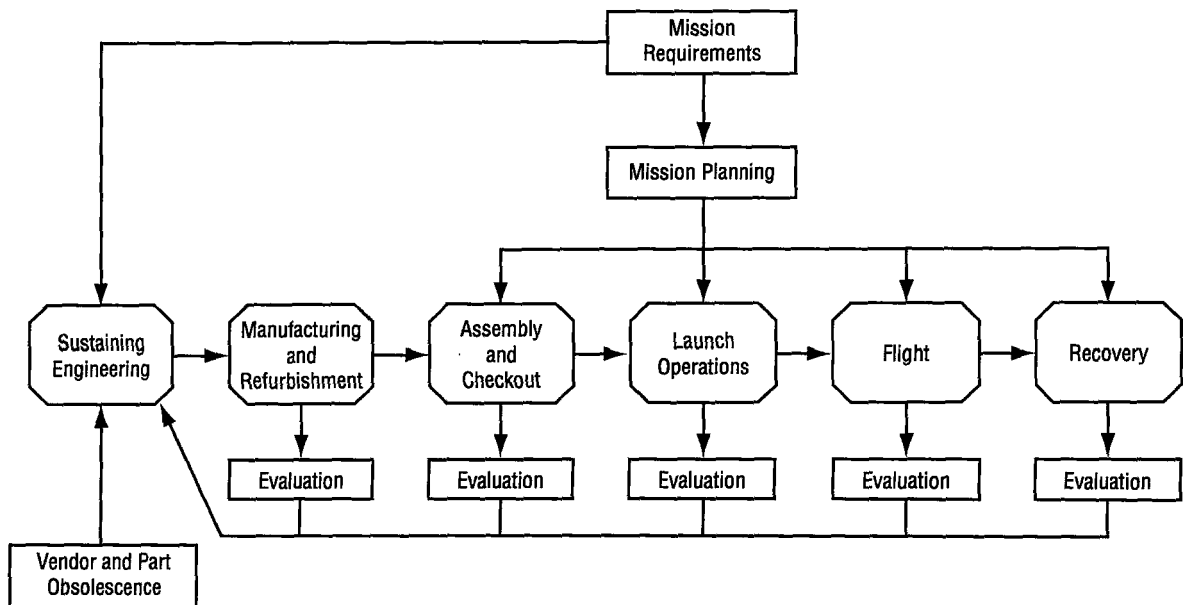 Mission
Requirements
Mission Planning
Sustaining
Engineering
Manufacturing
and
Refurbishment
Assembly
and
Checkout
Launch
Operations
Flight
Recovery
Evaluation
Evaluation
Evaluation
Evaluation
Evaluation
Vendor and Part
Obsolescence